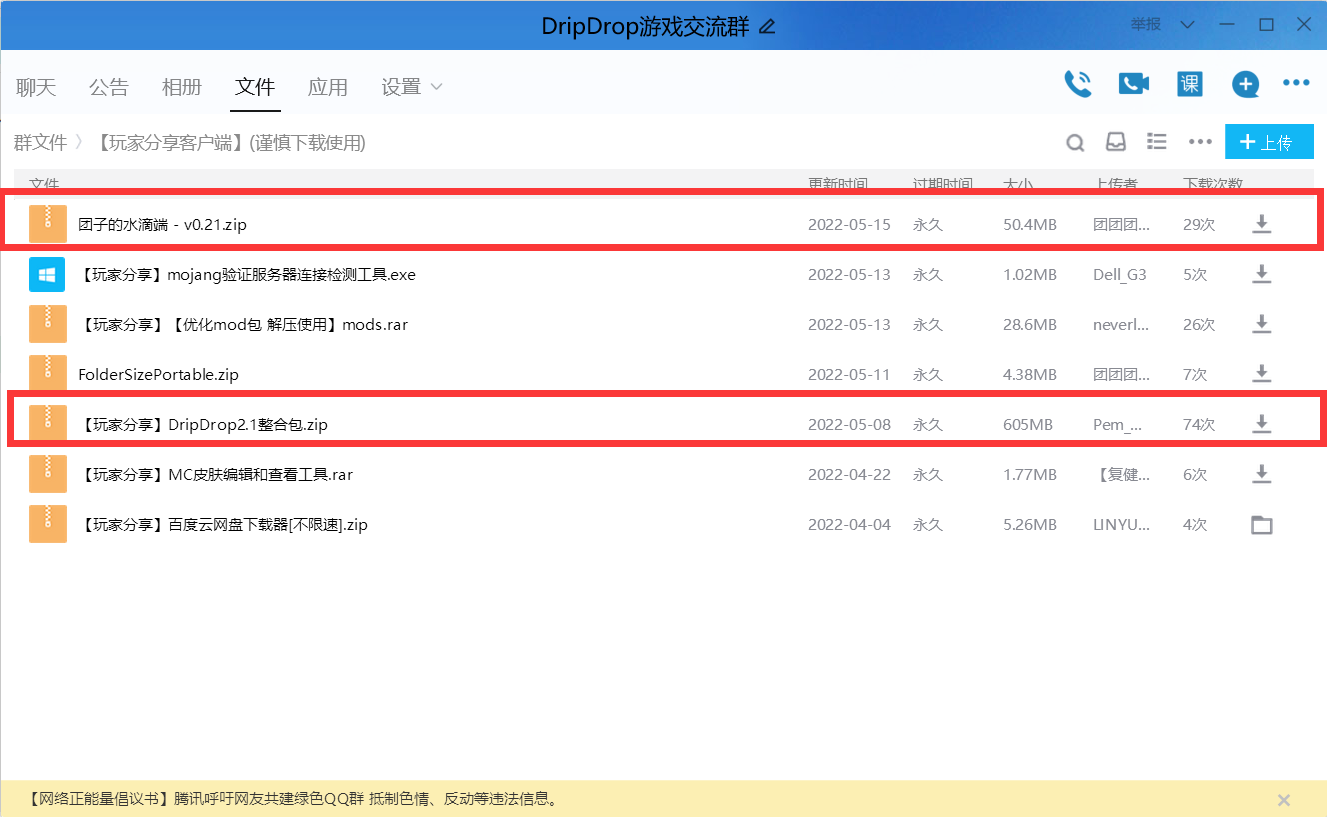 DripDrop游戏交流群
举报
聊天 公告 相册 文件 应用 设置
课
群文件 〉 【玩家分享客户端】(谨慎下载使用)
+ 上传
文件 更新时间 过期时间 大小 上传者 下载次数
团子的水滴端 - v0.21.zip 2022-05-15 永久 50.4MB 团团团... 29次
【玩家分享】mojang验证服务器连接检测工具.exe 2022-05-13 永久 1.02MB Dell_G3 5次
【玩家分享】【优化mod包 解压使用】mods.rar 2022-05-13 永久 28.6MB neverl... 26次
FolderSizePortable.zip 2022-05-11 永久 4.38MB 团团团... 7次
【玩家分享】DripDrop2.1整合包.zip 2022-05-08 永久 605MB Pem_... 74次
【玩家分享】MC皮肤编辑和查看工具.rar 2022-04-22 永久 1.77MB 【复健... 6次
【玩家分享】百度云网盘下载器[不限速].zip 2022-04-04 永久 5.26MB LINYU... 4次
【网络正能量倡议书】腾讯呼吁网友共建绿色QQ群 抵制色情、反动等违法信息。